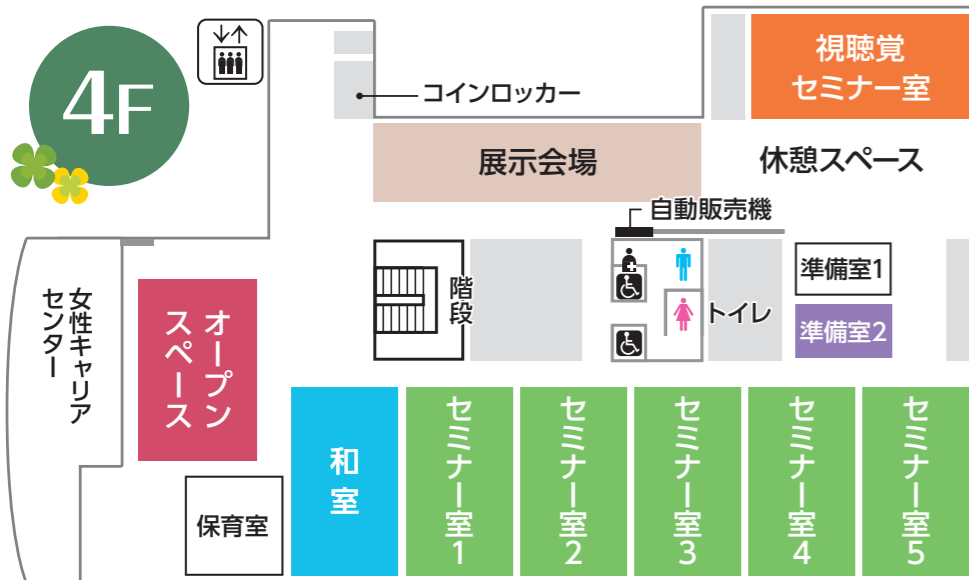 4F
コインロッカー
視聴覚
セミナー室
展示会場
休憩スペース
自動販売機
女性キャリア
センター
オープン
スペース
階段
トイレ
準備室1
準備室2
保育室
和室
セミナー室1
セミナー室2
セミナー室3
セミナー室4
セミナー室5